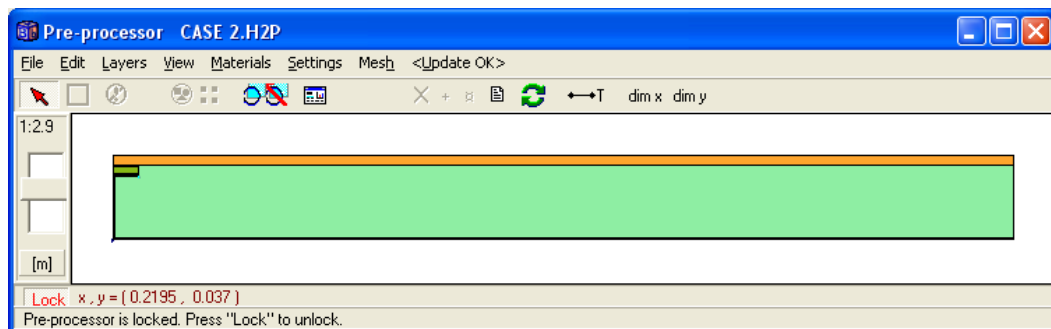 Pre-processor CASE 2.H2P
File Edit Layers View Materials Settings Mesh <Update OK>
T dim x dim y
1:2.9
[m]
Lock x , y = ( 0.2195 , 0.037 )
Pre-processor is locked. Press "Lock" to unlock.